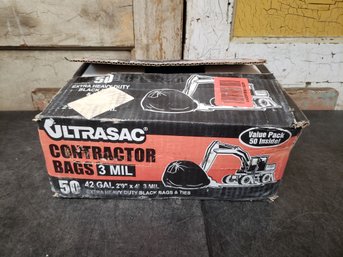 50
EXTRA HEAVY DUTY
BLACK
ULTRASAC®
CONTRACTOR
BAGS 3 MIL
50 42 GAL 2'9" x 4' 3 MIL
EXTRA HEAVY DUTY BLACK BAGS & TIES
Value Pack
50 Inside!